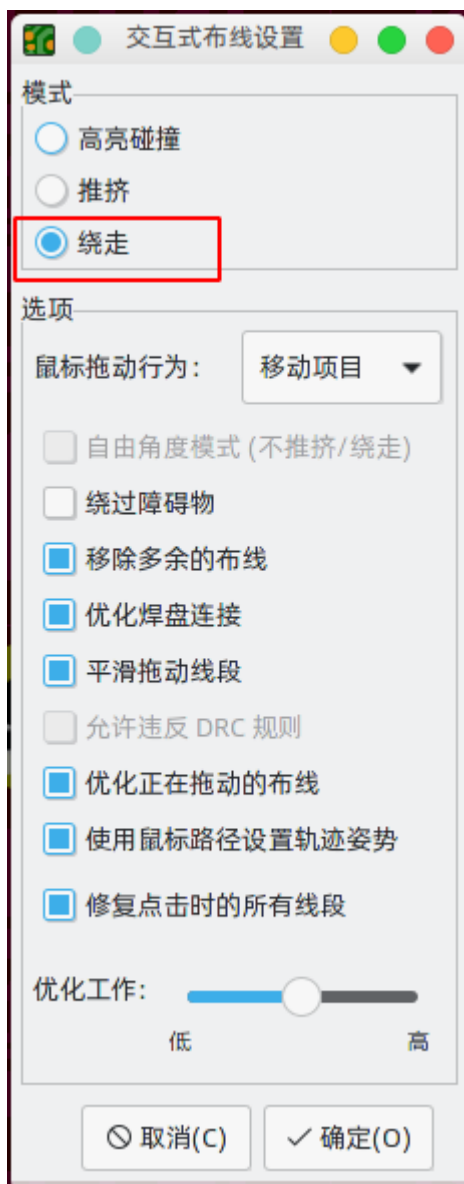 交互式布线设置
模式
高亮碰撞
推挤
绕走
选项
鼠标拖动行为： 移动项目
自由角度模式 (不推挤/绕走)
绕过障碍物
移除多余的布线
优化焊盘连接
平滑拖动线段
允许违反 DRC 规则
优化正在拖动的布线
使用鼠标路径设置轨迹姿势
修复点击时的所有线段
优化工作：
低 高
取消(C) 确定(O)